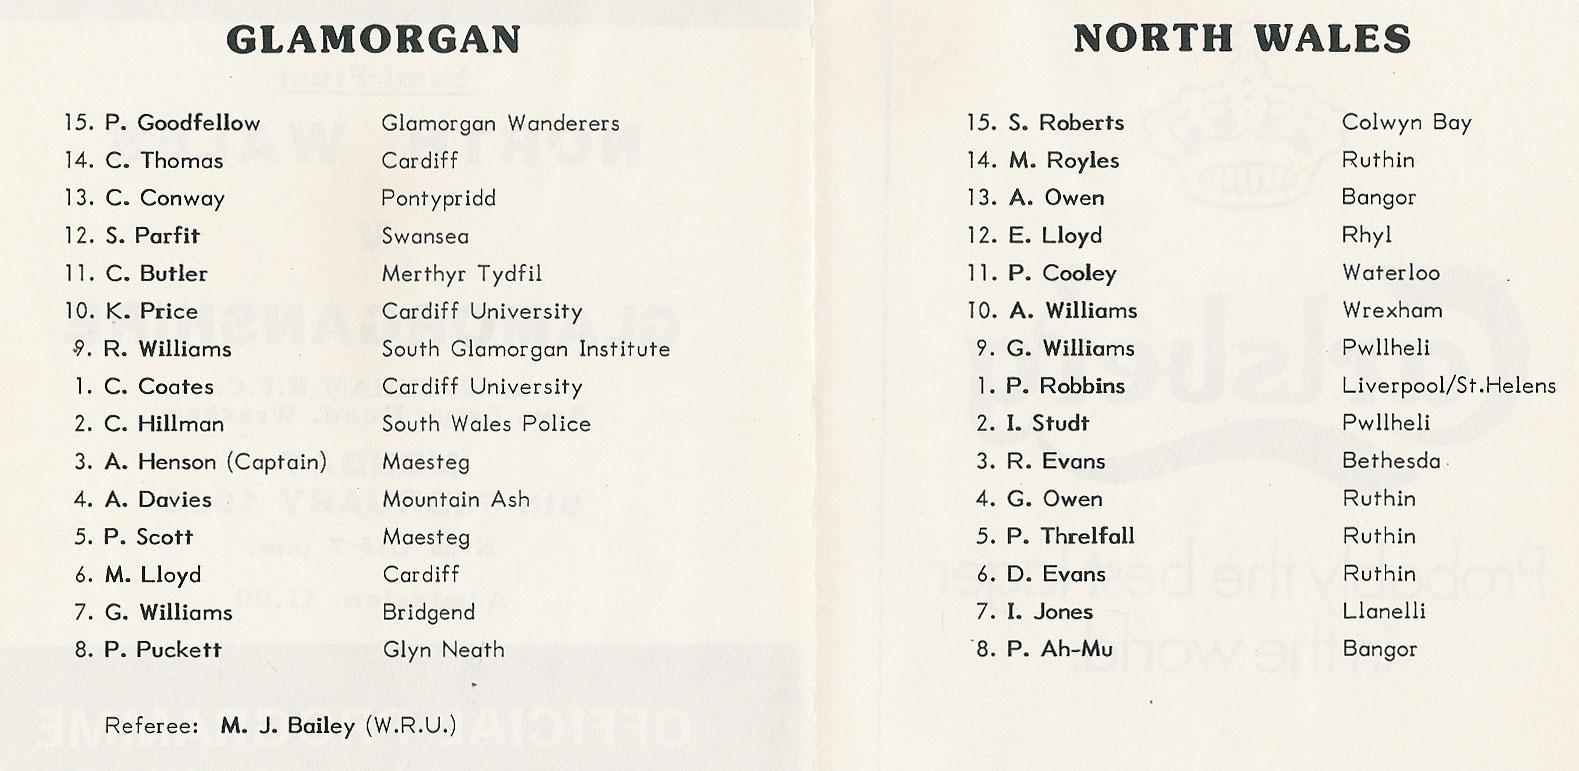 GLAMORGAN
15. P. Goodfellow Glamorgan Wanderers
14. C. Thomas Cardiff
13. C. Conway Pontypridd
12. S. Parfit Swansea
11. C. Butler Merthyr Tydfil
10. K. Price Cardiff University
9. R. Williams South Glamorgan Institute
1. C. Coates Cardiff University
2. C. Hillman South Wales Police
3. A. Henson (Captain) Maesteg
4. A. Davies Mountain Ash
5. P. Scott Maesteg
6. M. Lloyd Cardiff
7. G. Williams Bridgend
8. P. Puckett Glyn Neath
Referee: M. J. Bailey (W.R.U.)
NORTH WALES
15. S. Roberts Colwyn Bay
14. M. Royles Ruthin
13. A. Owen Bangor
12. E. Lloyd Rhyl
11. P. Cooley Waterloo
10. A. Williams Wrexham
9. G. Williams Pwllheli
1. P. Robbins Liverpool/St.Helens
2. I. Studt Pwllheli
3. R. Evans Bethesda
4. G. Owen Ruthin
5. P. Threlfall Ruthin
6. D. Evans Ruthin
7. I. Jones Llanelli
8. P. Ah-Mu Bangor